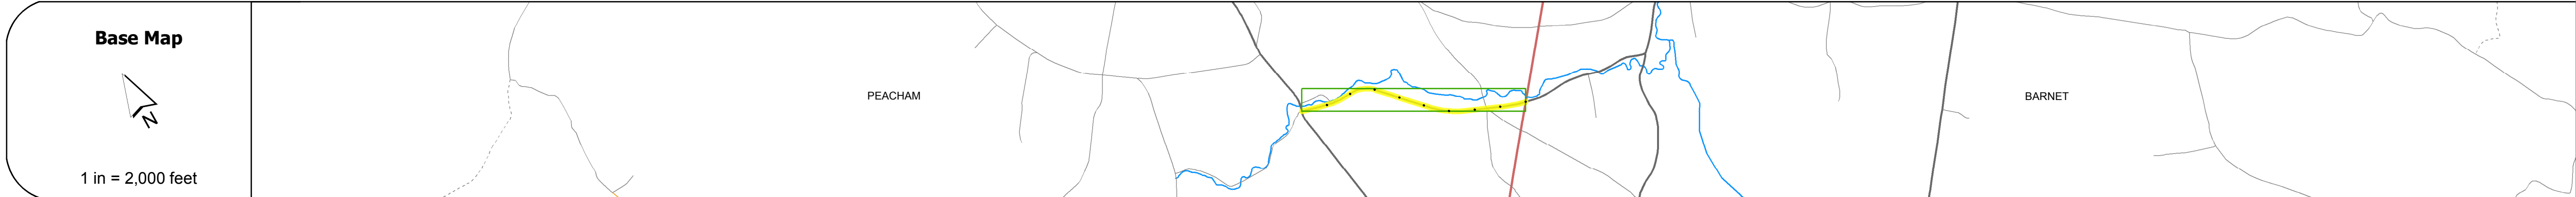 Base Map
N
1 in = 2,000 feet
PEACHAM
BARNET